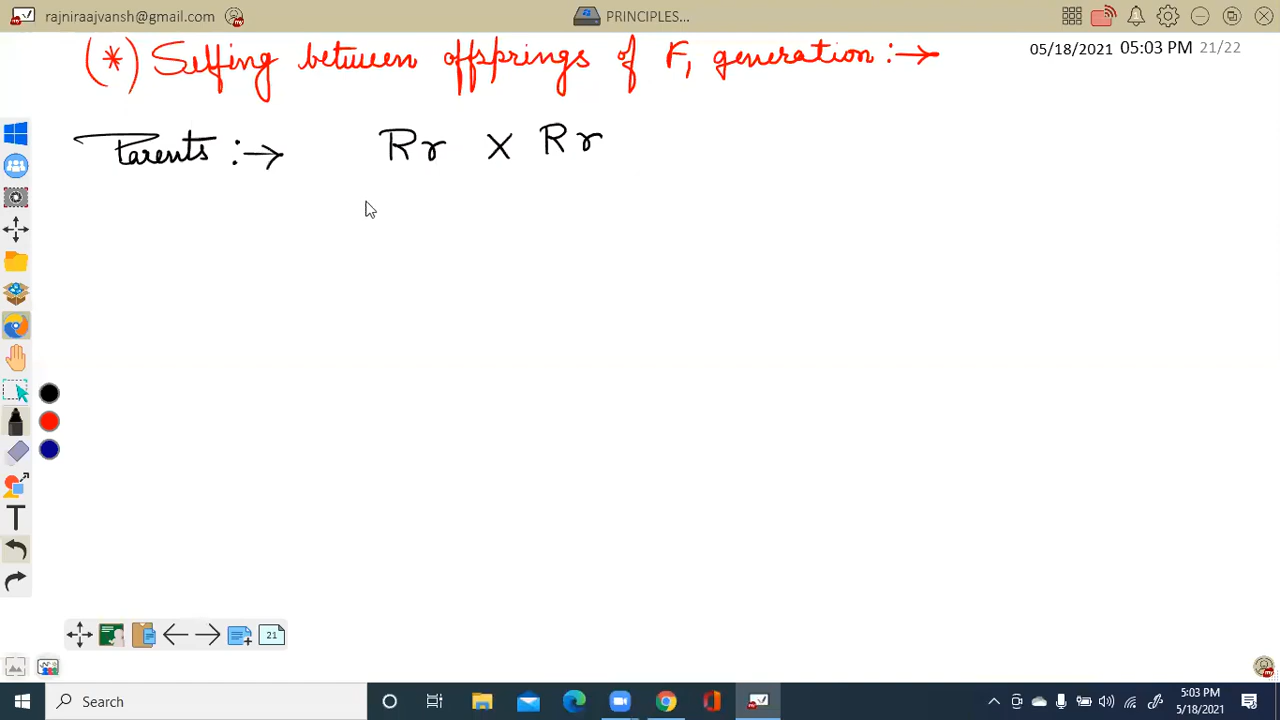 rajniraajvansh@gmail.com
PRINCIPLES...
(*) Selfing between offsprings of F₁ generation :→
05/18/2021 05:03 PM 21/22
Parents :→ Rr X Rr
T
21
Search
5:03 PM
5/18/2021